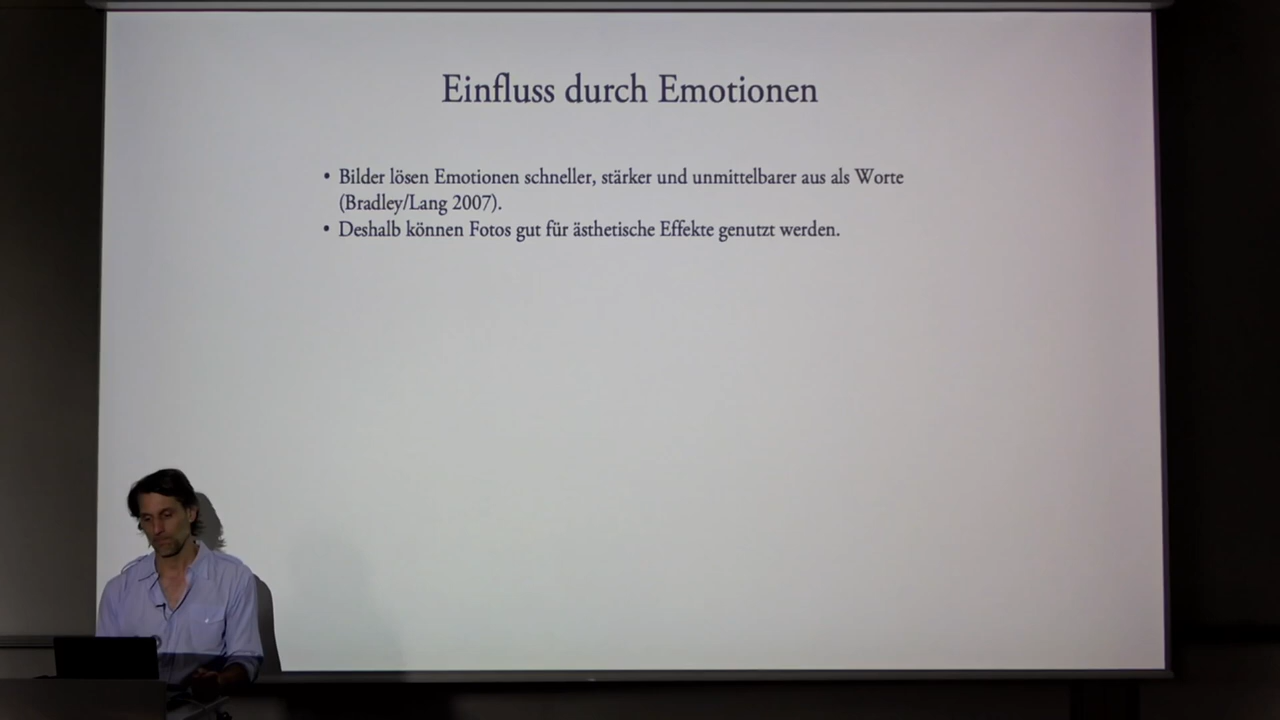 Einfluss durch Emotionen
• Bilder lösen Emotionen schneller, stärker und unmittelbarer aus als Worte
(Bradley/Lang 2007).
• Deshalb können Fotos gut für ästhetische Effekte genutzt werden.